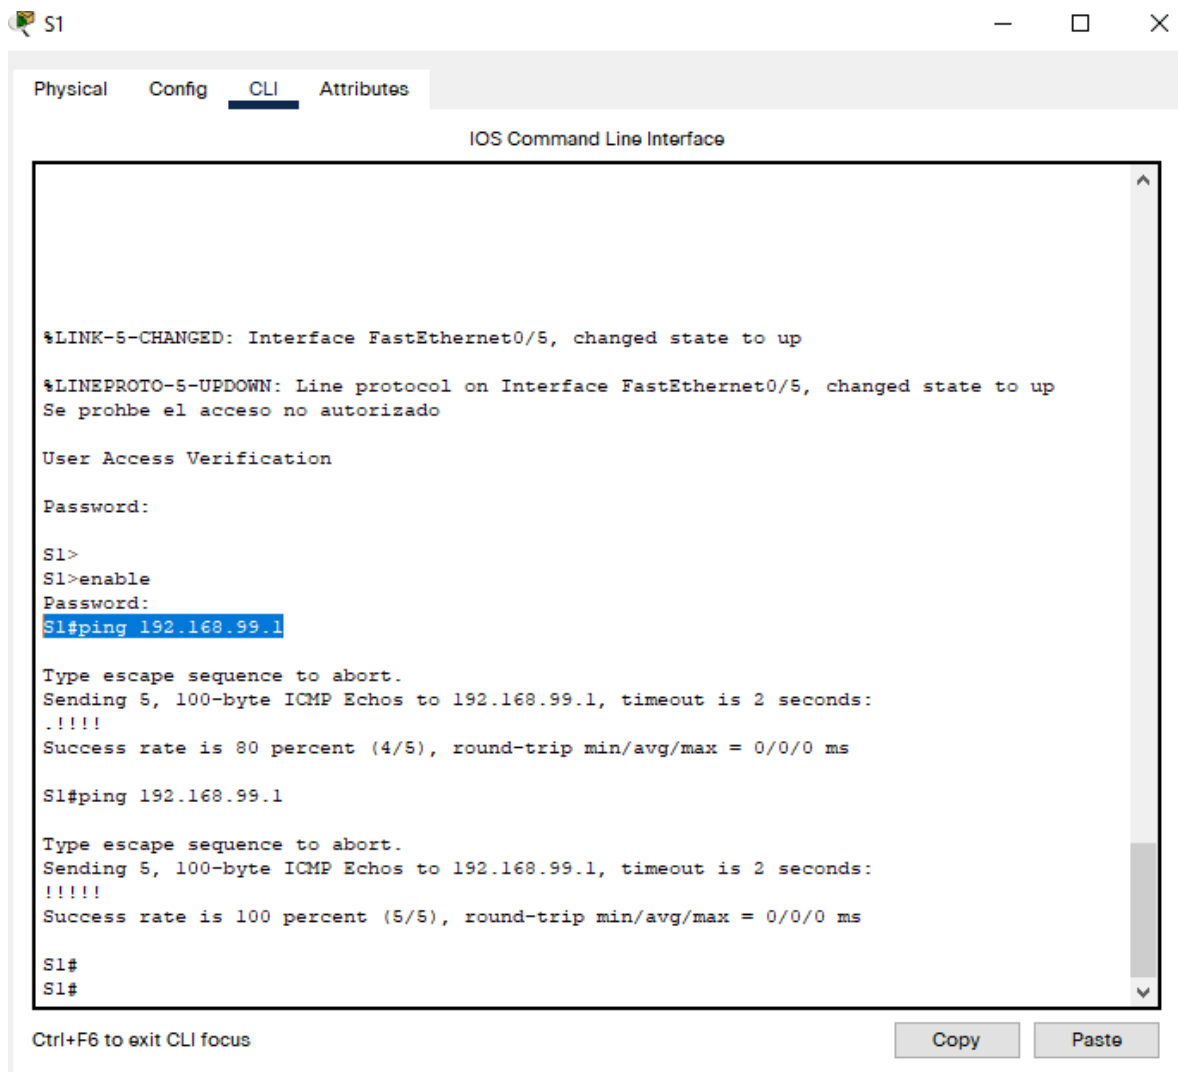 S1
Physical Config CLI Attributes
IOS Command Line Interface
%LINK-5-CHANGED: Interface FastEthernet0/5, changed state to up
%LINEPROTO-5-UPDOWN: Line protocol on Interface FastEthernet0/5, changed state to up
Se prohbe el acceso no autorizado
User Access Verification
Password:
S1>
S1>enable
Password:
S1#ping 192.168.99.1
Type escape sequence to abort.
Sending 5, 100-byte ICMP Echos to 192.168.99.1, timeout is 2 seconds:
.!!!!
Success rate is 80 percent (4/5), round-trip min/avg/max = 0/0/0 ms
S1#ping 192.168.99.1
Type escape sequence to abort.
Sending 5, 100-byte ICMP Echos to 192.168.99.1, timeout is 2 seconds:
!!!!!
Success rate is 100 percent (5/5), round-trip min/avg/max = 0/0/0 ms
S1#
S1#
Ctrl+F6 to exit CLI focus Copy Paste